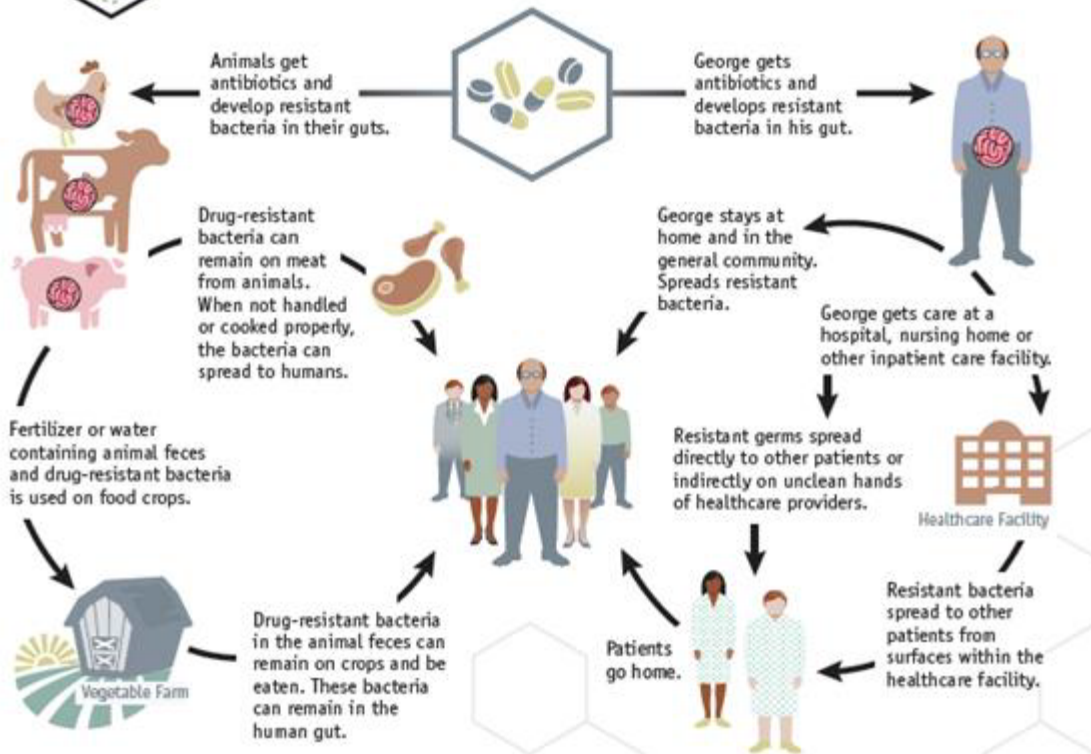 Animals get
antibiotics and
develop resistant
bacteria in their guts.
George gets
antibiotics and
develops resistant
bacteria in his gut.
Drug-resistant
bacteria can
remain on meat
from animals.
When not handled
or cooked properly,
the bacteria can
spread to humans.
George stays at
home and in the
general community.
Spreads resistant
bacteria.
George gets care at a
hospital, nursing home or
other inpatient care facility.
Fertilizer or water
containing animal feces
and drug-resistant bacteria
is used on food crops.
Resistant germs spread
directly to other patients or
indirectly on unclean hands
of healthcare providers.
Healthcare Facility
Vegetable Farm
Drug-resistant bacteria
in the animal feces can
remain on crops and be
eaten. These bacteria
can remain in the
human gut.
Patients
go home.
Resistant bacteria
spread to other
patients from
surfaces within the
healthcare facility.